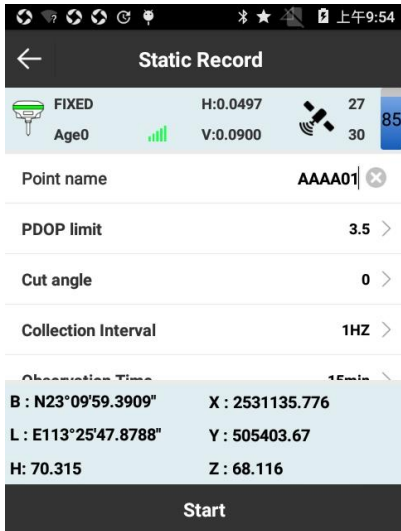 上午9:54
Static Record
FIXED H:0.0497 27
Age0 V:0.0900 30
85
Point name AAAA01
PDOP limit 3.5
Cut angle 0
Collection Interval 1HZ
Observation Time 15min
B : N23°09'59.3909" X : 2531135.776
L : E113°25'47.8788" Y : 505403.67
H: 70.315 Z : 68.116
Start